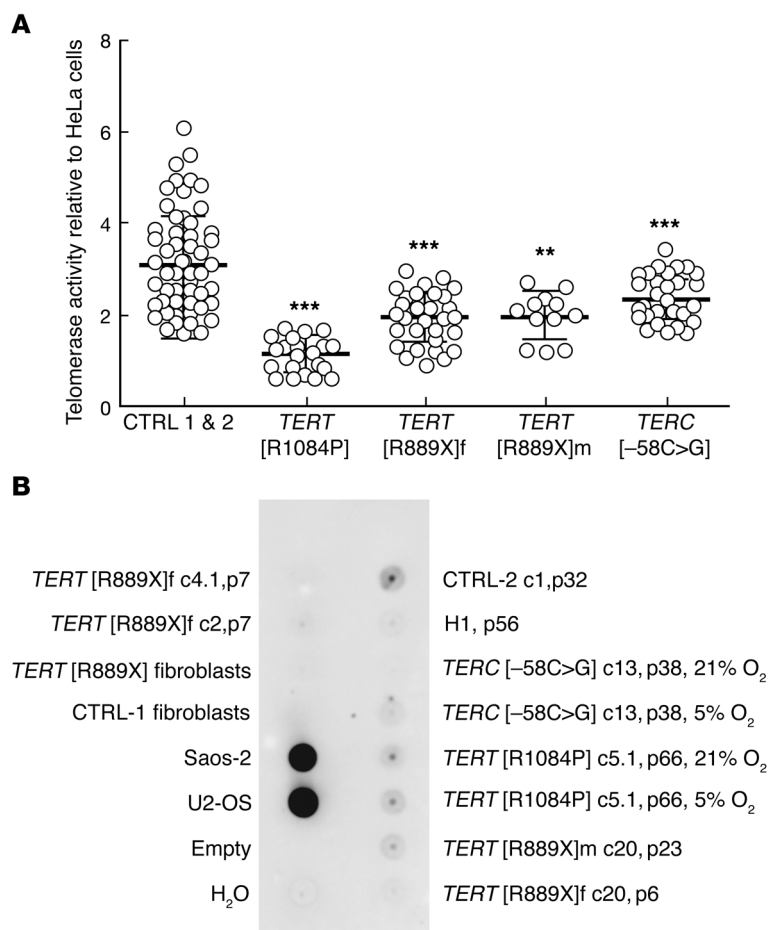 A
Telomerase activity relative to HeLa cells
8
6
4
2
0
***
***
**
***
CTRL 1 & 2
TERT
[R1084P]
TERT
[R889X]f
TERT
[R889X]m
TERC
[–58C>G]
B
TERT [R889X]f c4.1,p7
TERT [R889X]f c2,p7
TERT [R889X] fibroblasts
CTRL-1 fibroblasts
Saos-2
U2-OS
Empty
H2O
CTRL-2 c1,p32
H1, p56
TERC [–58C>G] c13, p38, 21% O2
TERC [–58C>G] c13, p38, 5% O2
TERT [R1084P] c5.1, p66, 21% O2
TERT [R1084P] c5.1, p66, 5% O2
TERT [R889X]m c20, p23
TERT [R889X]f c20, p6